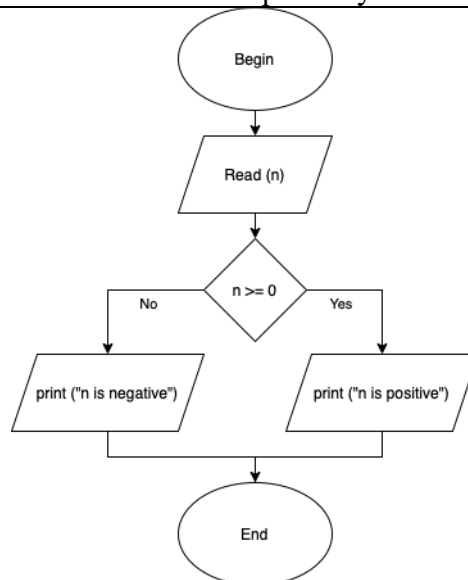 Begin
Read (n)
n >= 0
No
Yes
print ("n is negative")
print ("n is positive")
End